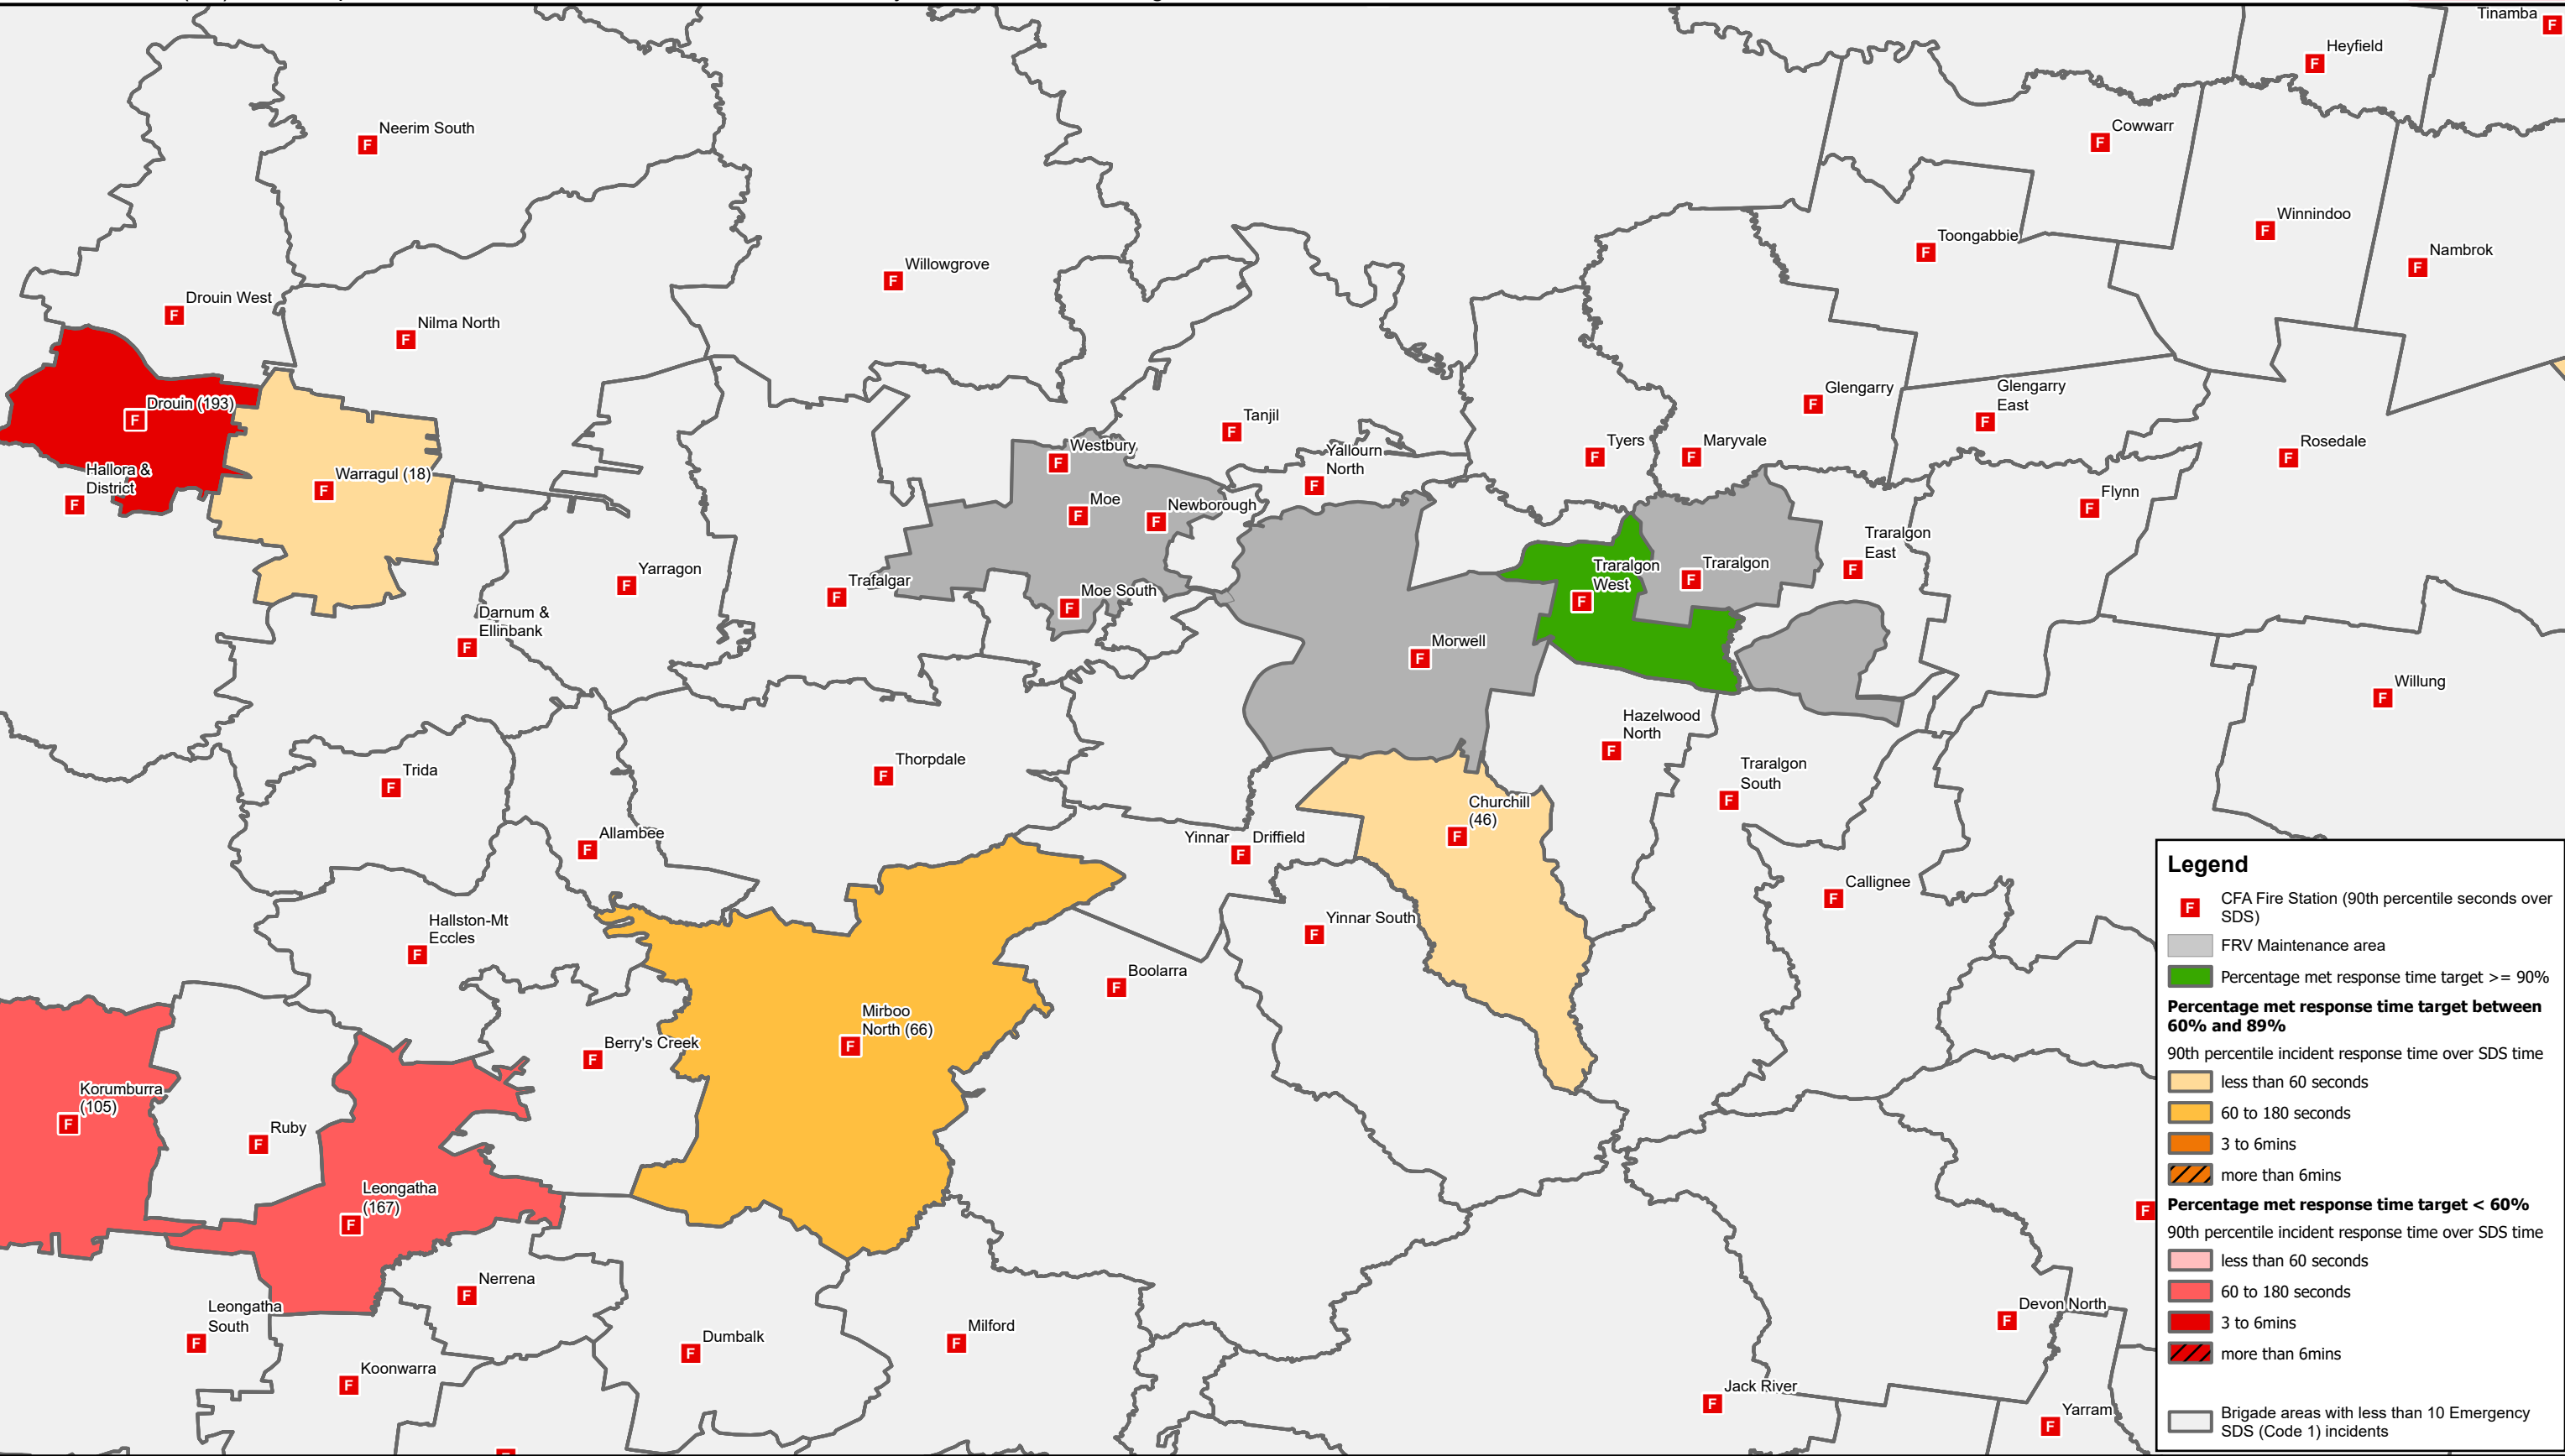 Tinamba
Heyfield
Neerim South
Cowwarr
Winnindoo
Toongabbie
Nambrok
Willowgrove
Drouin West
Nilma North
Glengarry
Glengarry
East
Drouin (193)
Tanjil
Westbury
Yallourn
North
Tyers
Maryvale
Rosedale
Hallora &
District
Warragul (18)
Moe
Newborough
Flynn
Traralgon
East
Traralgon
West
Traralgon
Yarragon
Trafalgar
Moe South
Darnum &
Ellinbank
Morwell
Willung
Hazelwood
North
Thorpdale
Trida
Traralgon
South
Churchill
(46)
Allambee
Yinnar
Driffield
Callignee
Hallston-Mt
Eccles
Yinnar South
Boolarra
Mirboo
North (66)
Berry's Creek
Korumburra
(105)
Ruby
Leongatha
(167)
Nerrena
Leongatha
South
Devon North
Dumbalk
Milford
Koonwarra
Jack River
Yarram
Legend
F CFA Fire Station (90th percentile seconds over
SDS)
FRV Maintenance area
Percentage met response time target >= 90%
Percentage met response time target between
60% and 89%
90th percentile incident response time over SDS time
less than 60 seconds
60 to 180 seconds
3 to 6mins
more than 6mins
Percentage met response time target < 60%
90th percentile incident response time over SDS time
less than 60 seconds
60 to 180 seconds
3 to 6mins
more than 6mins
Brigade areas with less than 10 Emergency
SDS (Code 1) incidents